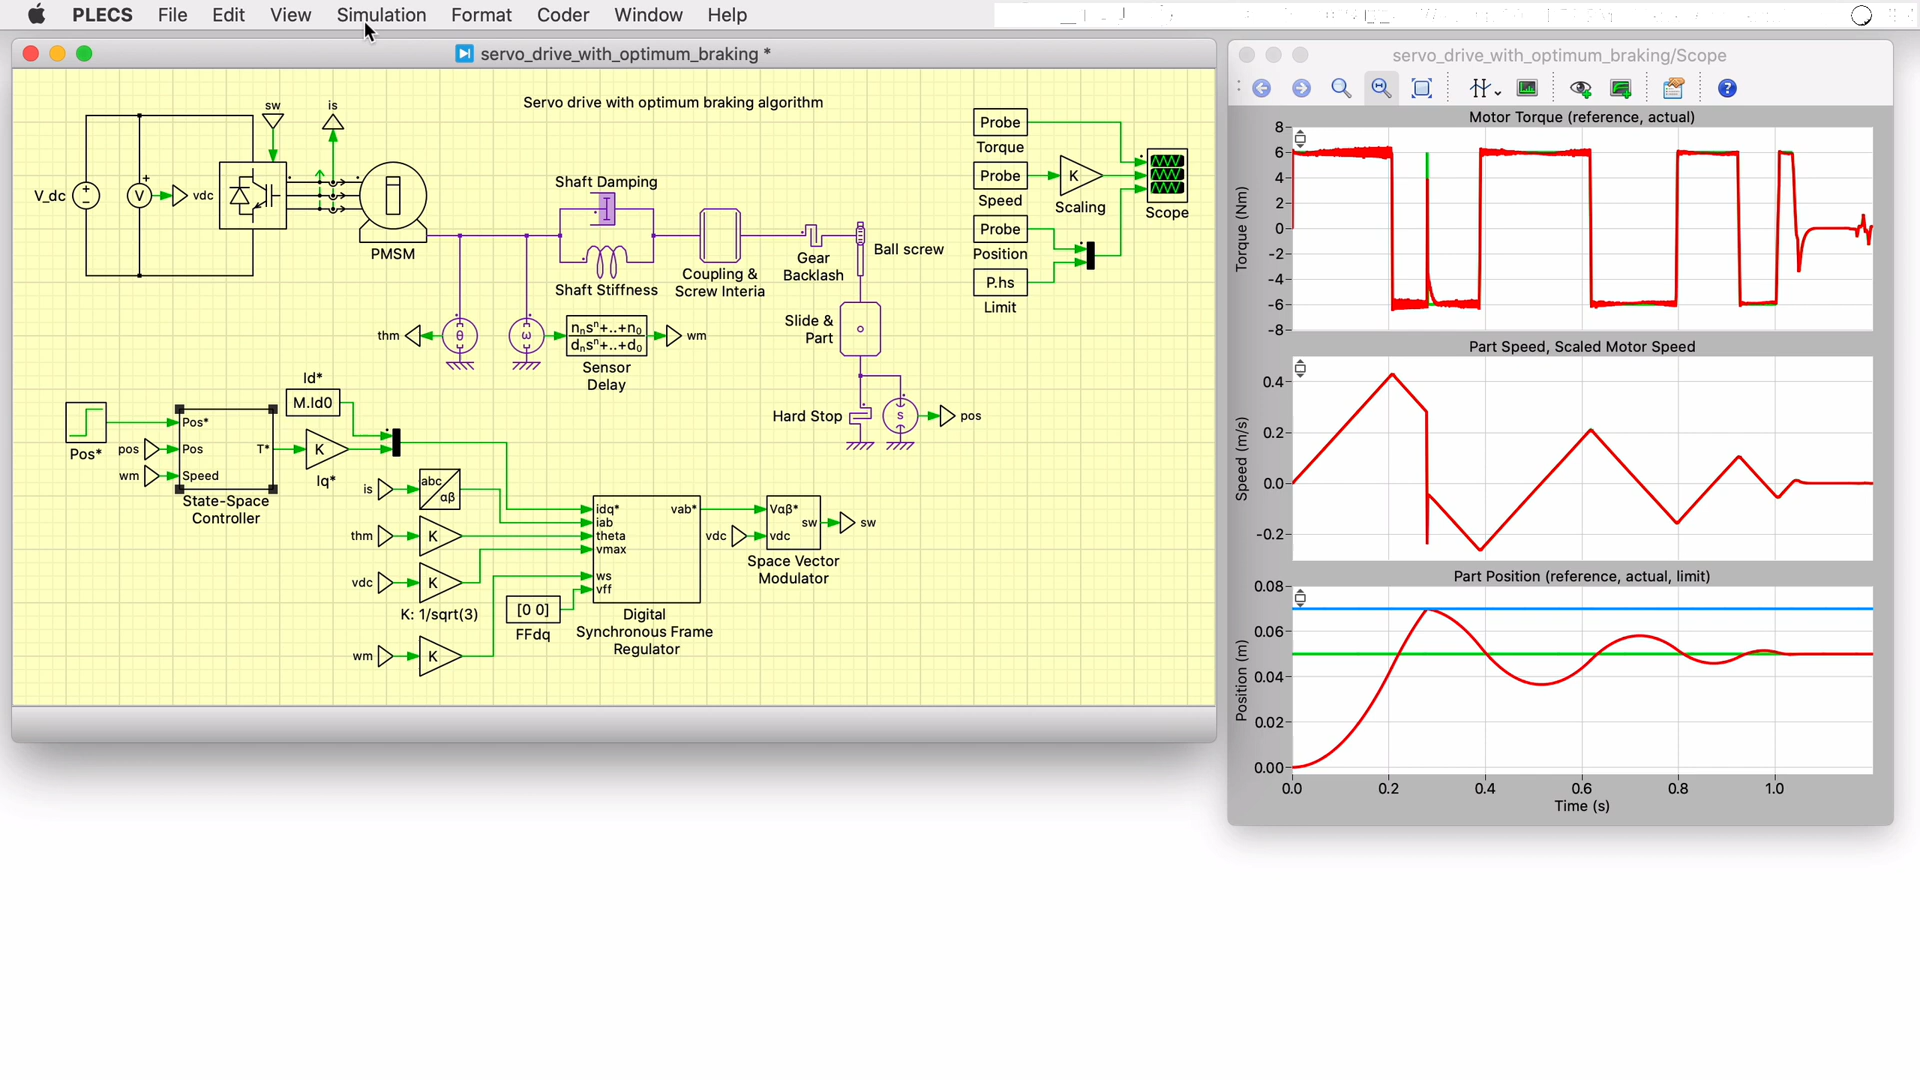 PLECS File Edit View Simulation Format Coder Window Help
servo_drive_with_optimum_braking *
Servo drive with optimum braking algorithm
sw
is
V_dc
+
−
V
+
vdc
PMSM
Shaft Damping
Shaft Stiffness
Coupling &
Screw Interia
Gear
Backlash
Ball screw
Slide &
Part
Hard Stop
s
pos
thm
θ
ω
nₙsⁿ+..+n₀
dₙsⁿ+..+d₀
Sensor
Delay
wm
Probe
Torque
Probe
Speed
Probe
Position
P.hs
Limit
K
Scaling
Scope
Pos*
pos
wm
Pos*
Pos
Speed
T*
State-Space
Controller
Id*
M.Id0
K
Iq*
is
abc
αβ
thm
K
vdc
K
K: 1/sqrt(3)
wm
K
[0 0]
FFdq
idq*
iab
theta
vmax
ws
vff
vab*
Digital
Synchronous Frame
Regulator
vdc
Vαβ*
sw
vdc
sw
Space Vector
Modulator
servo_drive_with_optimum_braking/Scope
?
Motor Torque (reference, actual)
Torque (Nm)
8
6
4
2
0
-2
-4
-6
-8
Part Speed, Scaled Motor Speed
Speed (m/s)
0.4
0.2
0.0
-0.2
Part Position (reference, actual, limit)
Position (m)
0.08
0.06
0.04
0.02
0.00
0.0 0.2 0.4 0.6 0.8 1.0
Time (s)